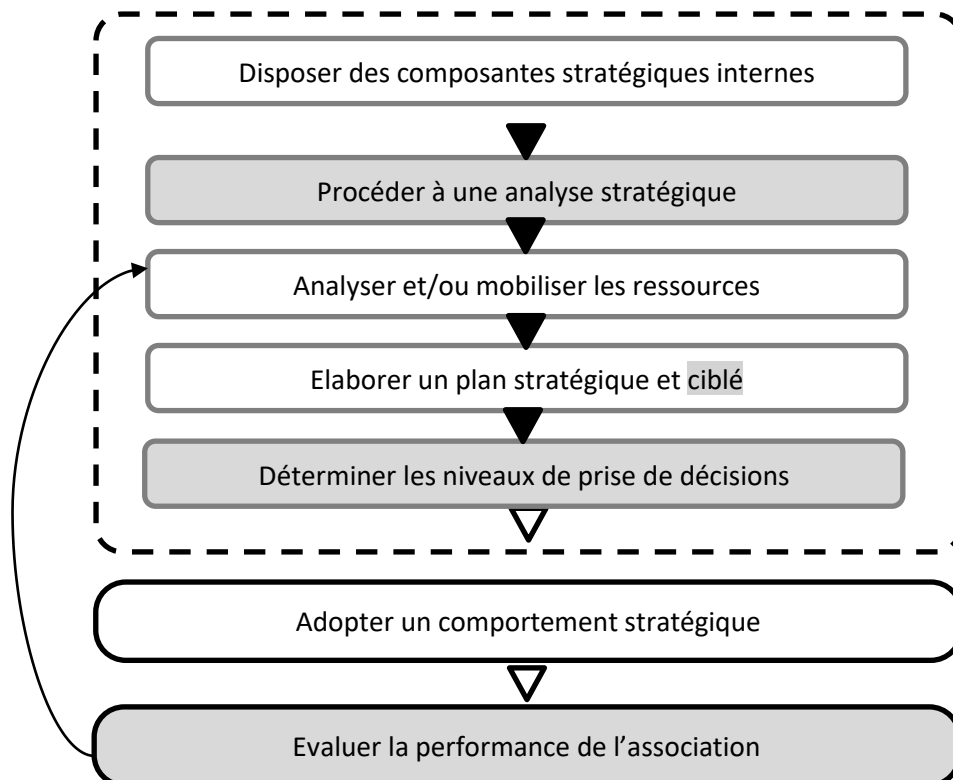 Disposer des composantes stratégiques internes
Procéder à une analyse stratégique
Analyser et/ou mobiliser les ressources
Elaborer un plan stratégique et ciblé
Déterminer les niveaux de prise de décisions
Adopter un comportement stratégique
Evaluer la performance de l’association